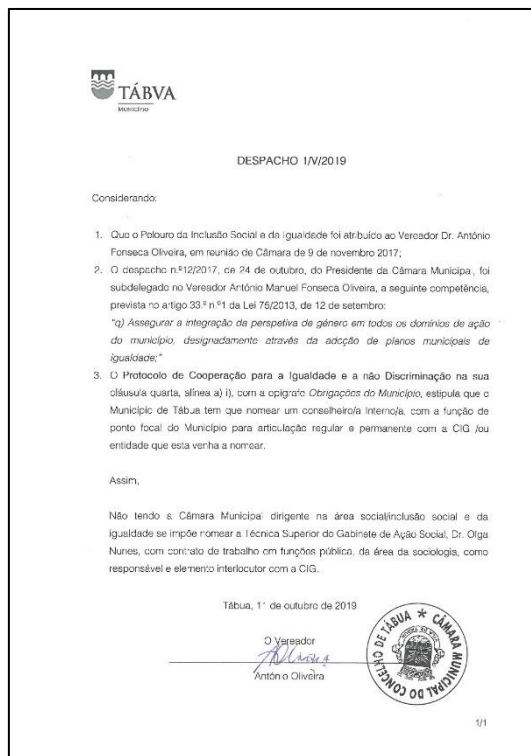 TÁBVA
Município
DESPACHO 1/V/2019
Considerando:
1. Que o Pelouro da Inclusão Social e da Igualdade foi atribuído ao Vereador Dr. António
Fonseca Oliveira, em reunião de Câmara de 9 de novembro 2017;
2. O despacho n.º12/2017, de 24 de outubro, do Presidente da Câmara Municipal, foi
subdelegado no Vereador António Manuel Fonseca Oliveira, a seguinte competência,
prevista no artigo 33.º n.º1 da Lei 75/2013, de 12 de setembro:
"q) Assegurar a integração da perspetiva de género em todos os domínios de ação
do município, designadamente através da adoção de planos municipais de
igualdade;"
3. O Protocolo de Cooperação para a Igualdade e a não Discriminação na sua
cláusula quarta, alínea a) i), com a epígrafe Obrigações do Município, estipula que o
Município de Tábua tem que nomear um conselheiro/a Interno/a, com a função de
ponto focal do Município para articulação regular e permanente com a CIG /ou
entidade que esta venha a nomear.
Assim,
Não tendo a Câmara Municipal dirigente na área social/inclusão social e da
igualdade se impõe nomear a Técnica Superior do Gabinete de Ação Social, Dr. Olga
Nunes, com contrato de trabalho em funções pública, da área da sociologia, como
responsável e elemento interlocutor com a CIG.
Tábua, 11 de outubro de 2019
O Vereador
António Oliveira
CÂMARA MUNICIPAL DO CONCELHO DE TÁBUA *
1/1